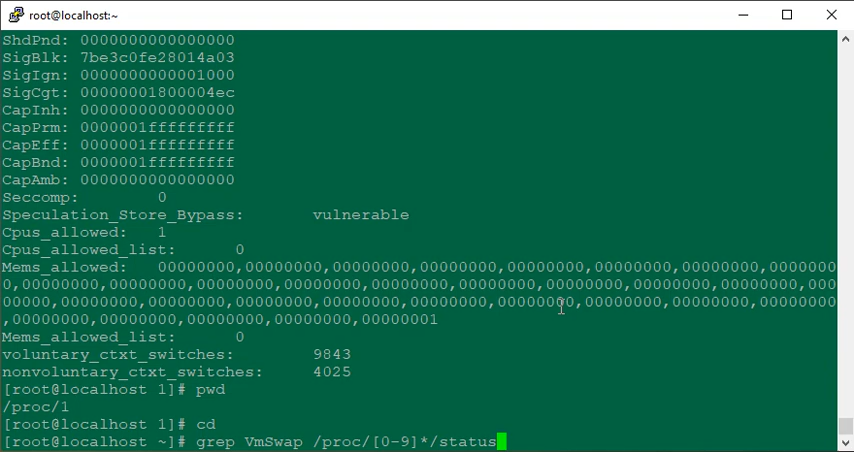 root@localhost:~
ShdPnd: 0000000000000000
SigBlk: 7be3c0fe28014a03
SigIgn: 0000000000001000
SigCgt: 00000001800004ec
CapInh: 0000000000000000
CapPrm: 0000001fffffffff
CapEff: 0000001fffffffff
CapBnd: 0000001fffffffff
CapAmb: 0000000000000000
Seccomp: 0
Speculation_Store_Bypass: vulnerable
Cpus_allowed: 1
Cpus_allowed_list: 0
Mems_allowed: 00000000,00000000,00000000,00000000,00000000,00000000,00000000,0000000
0,00000000,00000000,00000000,00000000,00000000,00000000,00000000,00000000,000
00000,00000000,00000000,00000000,00000000,00000000,00000000,00000000,00000000
,00000000,00000000,00000000,00000000,00000001
Mems_allowed_list: 0
voluntary_ctxt_switches: 9843
nonvoluntary_ctxt_switches: 4025
[root@localhost 1]# pwd
/proc/1
[root@localhost 1]# cd
[root@localhost ~]# grep VmSwap /proc/[0-9]*/status